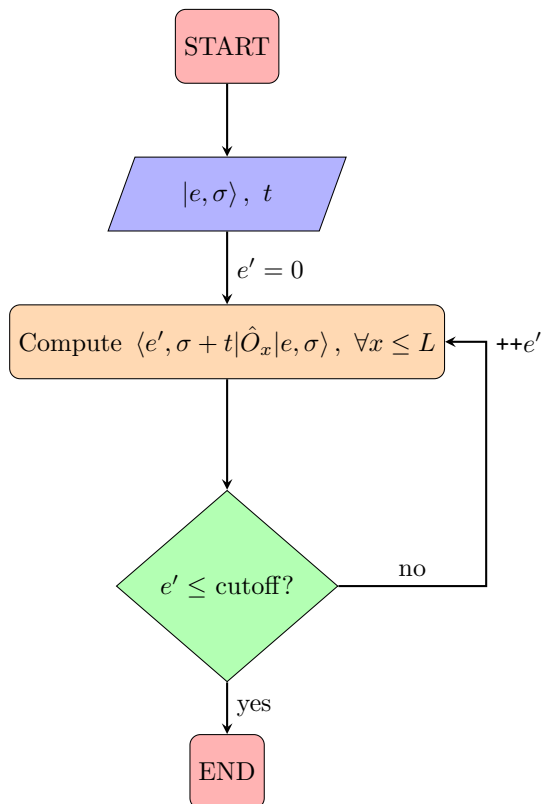 START
|e, σ⟩, t
e′ = 0
Compute ⟨e′, σ + t|Ô_x|e, σ⟩, ∀x ≤ L
++e′
e′ ≤ cutoff?
no
yes
END